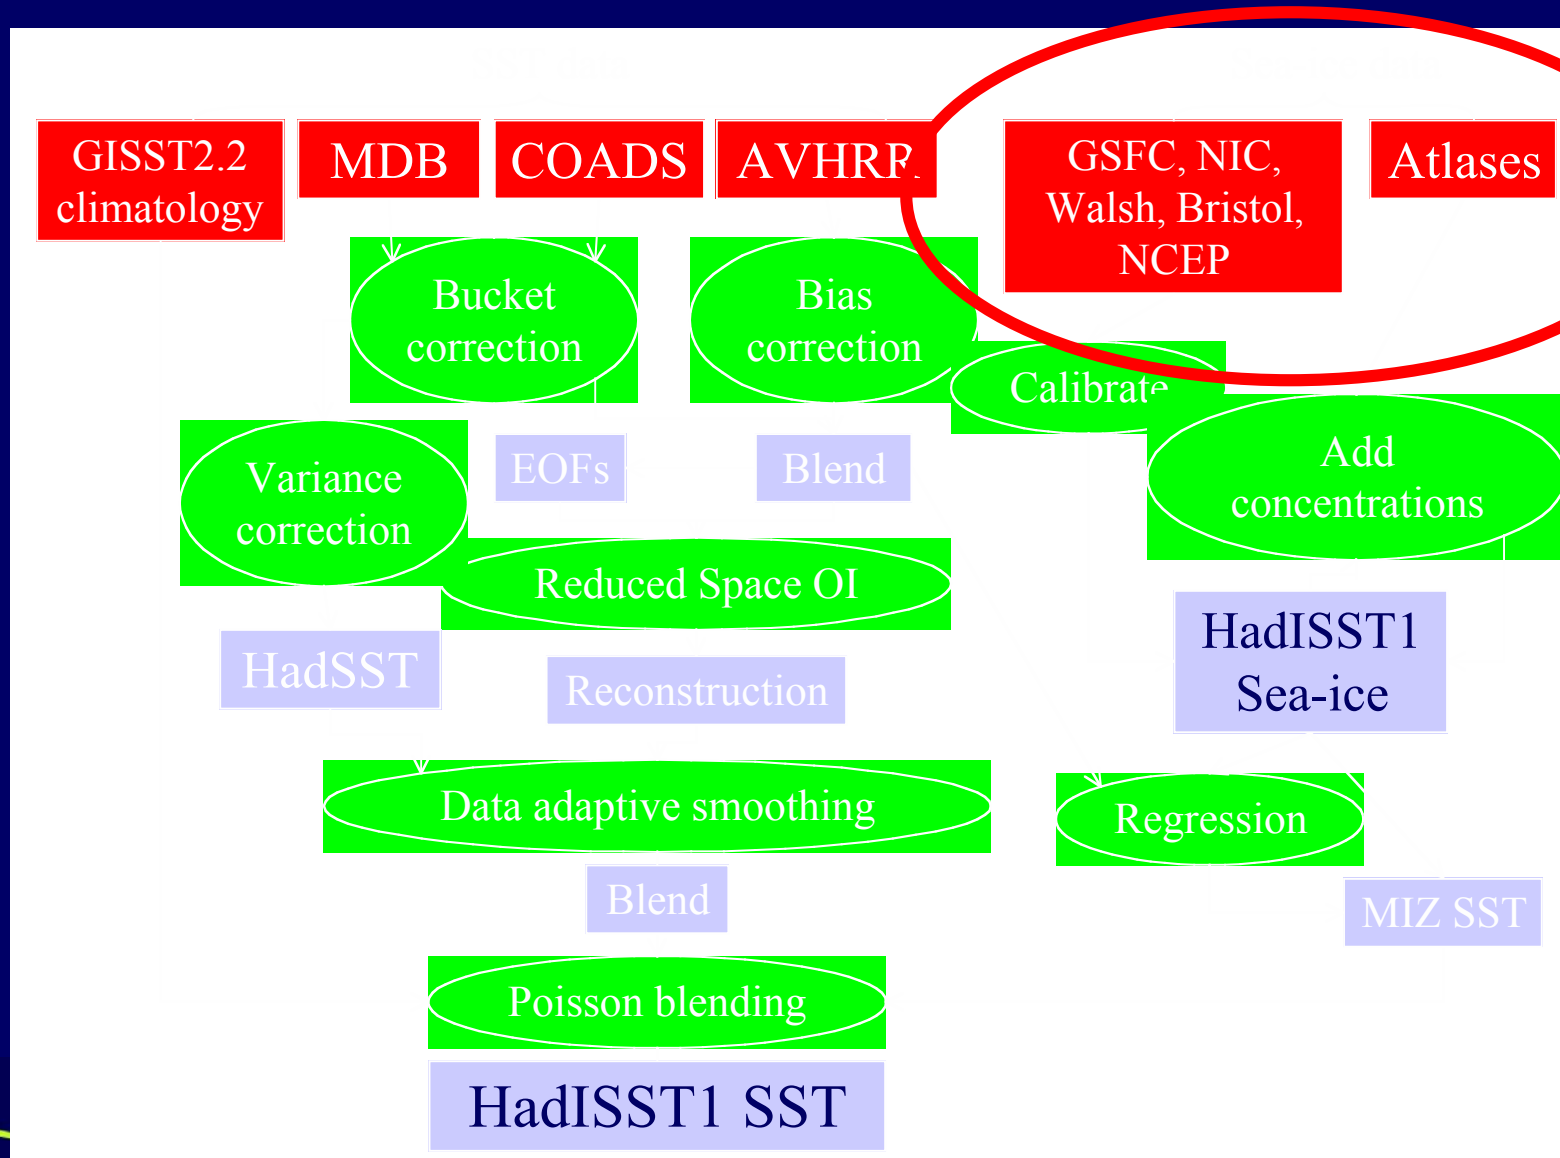 GISST2.2
climatology
MDB
COADS
AVHRR
GSFC, NIC,
Walsh, Bristol,
NCEP
Atlases
Bucket
correction
Bias
correction
Calibrate
Add
concentrations
Variance
correction
EOFs
Blend
Reduced Space OI
HadSST
Reconstruction
HadISST1
Sea-ice
Data adaptive smoothing
Regression
Blend
MIZ SST
Poisson blending
HadISST1 SST